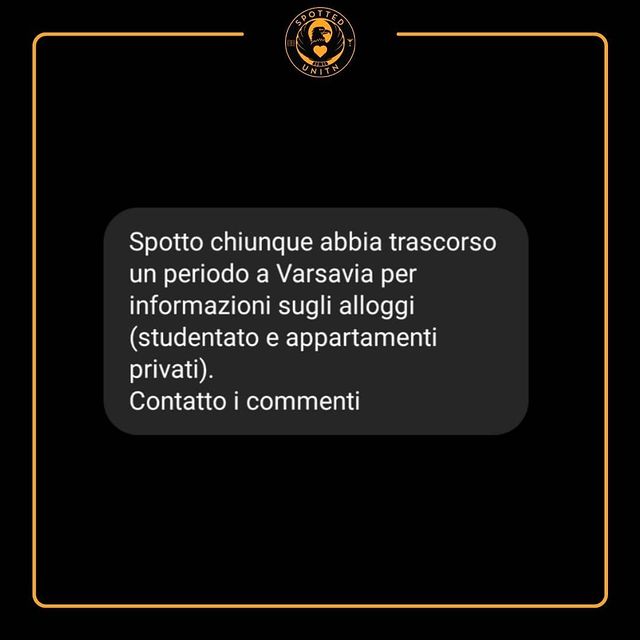 SPOTTED
UNITN
Spotto chiunque abbia trascorso
un periodo a Varsavia per
informazioni sugli alloggi
(studentato e appartamenti
privati).
Contatto i commenti